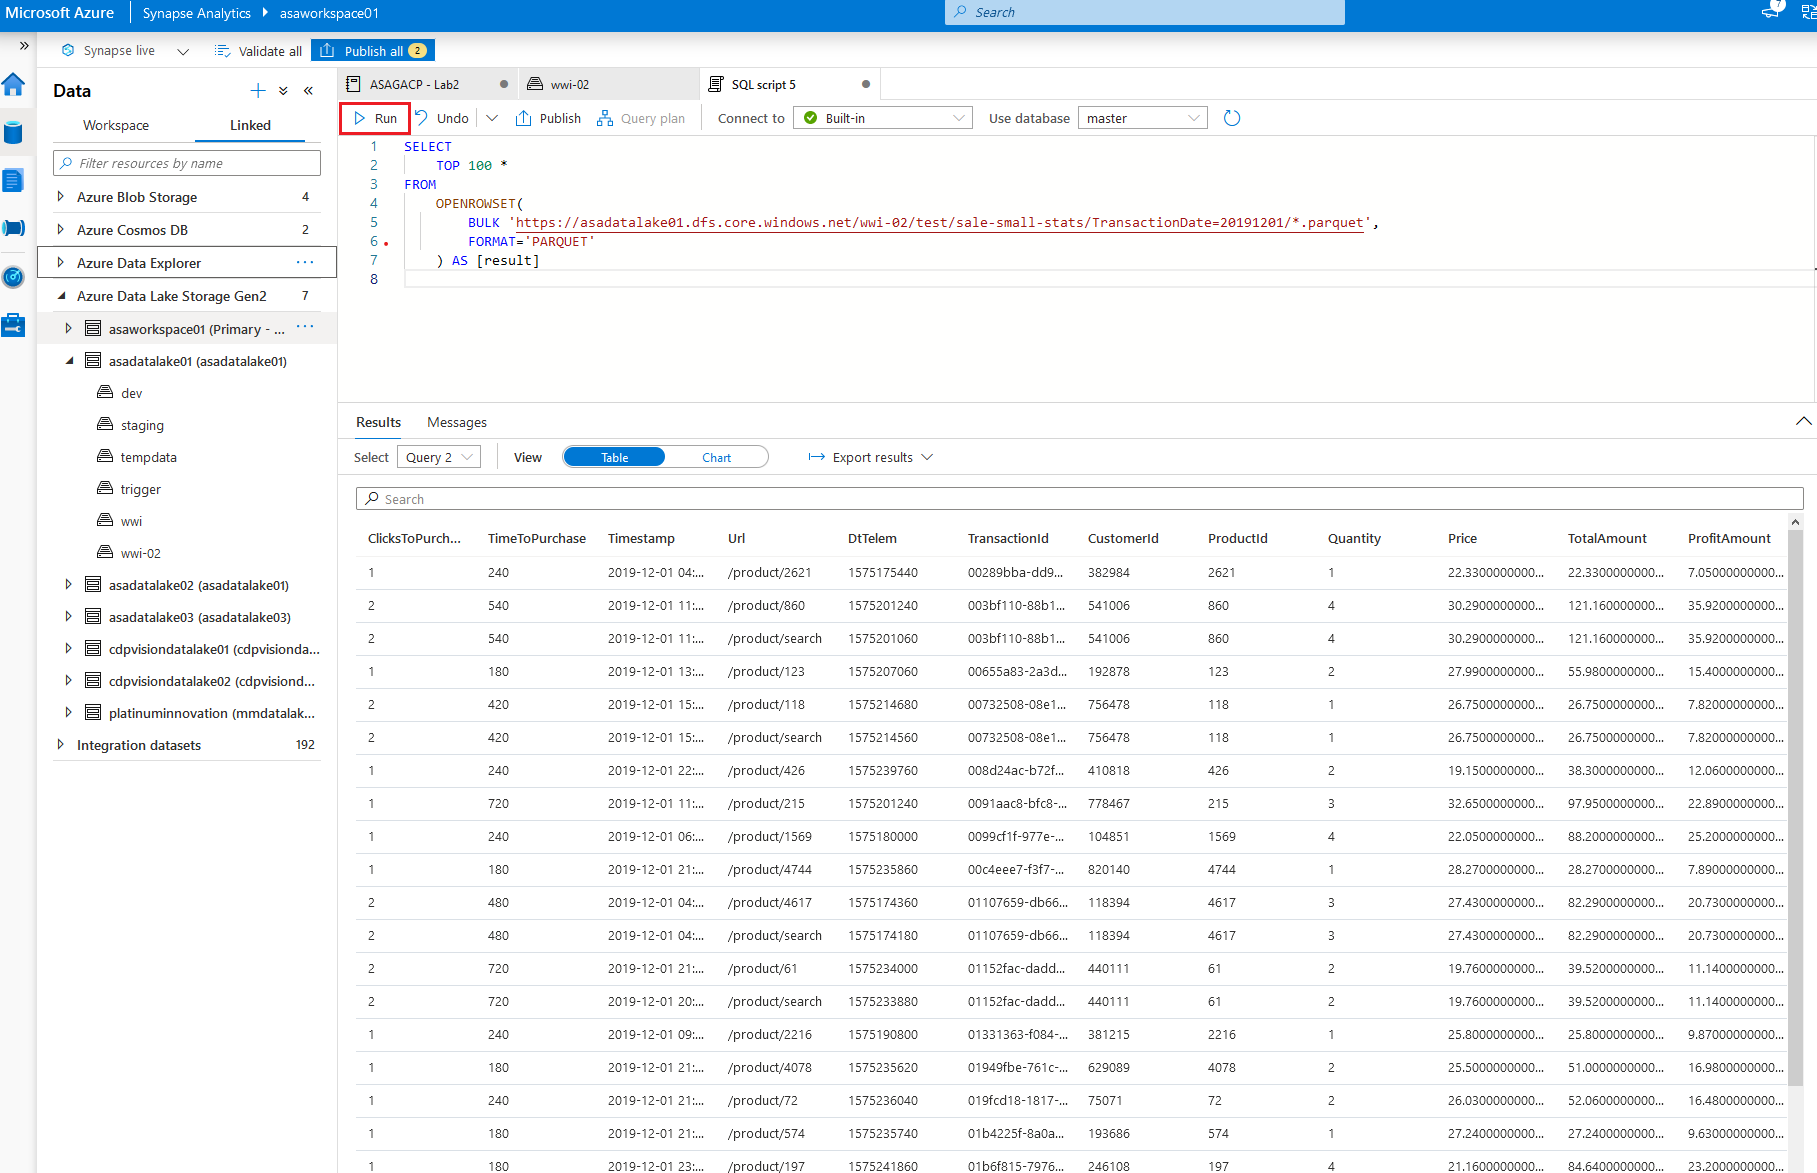 Microsoft Azure Synapse Analytics asaworkspace01 Search 7
Synapse live Validate all Publish all 2
Data
Workspace Linked
Filter resources by name
Azure Blob Storage 4
Azure Cosmos DB 2
Azure Data Explorer ...
Azure Data Lake Storage Gen2 7
asaworkspace01 (Primary - ... ...
asadatalake01 (asadatalake01)
dev
staging
tempdata
trigger
wwi
wwi-02
asadatalake02 (asadatalake01)
asadatalake03 (asadatalake03)
cdpvisiondatalake01 (cdpvisionda...
cdpvisiondatalake02 (cdpvisiond...
platinuminnovation (mmdatalak...
Integration datasets 192
ASAGACP - Lab2 wwi-02 SQL script 5
Run Undo Publish Query plan Connect to Built-in Use database master
1 SELECT
2 TOP 100 *
3 FROM
4 OPENROWSET(
5 BULK 'https://asadatalake01.dfs.core.windows.net/wwi-02/test/sale-small-stats/TransactionDate=20191201/*.parquet',
6 FORMAT='PARQUET'
7 ) AS [result]
8
Results Messages
Select Query 2 View Table Chart Export results
Search
ClicksToPurch... TimeToPurchase Timestamp Url DtTelem TransactionId CustomerId ProductId Quantity Price TotalAmount ProfitAmount
1 240 2019-12-01 04:... /product/2621 1575175440 00289bba-dd9... 382984 2621 1 22.3300000000... 22.3300000000... 7.05000000000...
2 540 2019-12-01 11:... /product/860 1575201240 003bf110-88b1... 541006 860 4 30.2900000000... 121.160000000... 35.9200000000...
2 540 2019-12-01 11:... /product/search 1575201060 003bf110-88b1... 541006 860 4 30.2900000000... 121.160000000... 35.9200000000...
1 180 2019-12-01 13:... /product/123 1575207060 00655a83-2a3d... 192878 123 2 27.9900000000... 55.9800000000... 15.4000000000...
2 420 2019-12-01 15:... /product/118 1575214680 00732508-08e1... 756478 118 1 26.7500000000... 26.7500000000... 7.82000000000...
2 420 2019-12-01 15:... /product/search 1575214560 00732508-08e1... 756478 118 1 26.7500000000... 26.7500000000... 7.82000000000...
1 240 2019-12-01 22:... /product/426 1575239760 008d24ac-b72f... 410818 426 2 19.1500000000... 38.3000000000... 12.0600000000...
1 720 2019-12-01 11:... /product/215 1575201240 0091aac8-bfc8-... 778467 215 3 32.6500000000... 97.9500000000... 22.8900000000...
1 240 2019-12-01 06:... /product/1569 1575180000 0099cf1f-977e-... 104851 1569 4 22.0500000000... 88.2000000000... 25.2000000000...
1 180 2019-12-01 21:... /product/4744 1575235860 00c4eee7-f3f7-... 820140 4744 1 28.2700000000... 28.2700000000... 7.89000000000...
2 480 2019-12-01 04:... /product/4617 1575174360 01107659-db66... 118394 4617 3 27.4300000000... 82.2900000000... 20.7300000000...
2 480 2019-12-01 04:... /product/search 1575174180 01107659-db66... 118394 4617 3 27.4300000000... 82.2900000000... 20.7300000000...
2 720 2019-12-01 21:... /product/61 1575234000 01152fac-dadd... 440111 61 2 19.7600000000... 39.5200000000... 11.1400000000...
2 720 2019-12-01 20:... /product/search 1575233880 01152fac-dadd... 440111 61 2 19.7600000000... 39.5200000000... 11.1400000000...
1 240 2019-12-01 09:... /product/2216 1575190800 01331363-f084-... 381215 2216 1 25.8000000000... 25.8000000000... 9.87000000000...
1 180 2019-12-01 21:... /product/4078 1575235620 01949fbe-761c-... 629089 4078 2 25.5000000000... 51.0000000000... 16.9800000000...
1 240 2019-12-01 21:... /product/72 1575236040 019fcd18-1817-... 75071 72 2 26.0300000000... 52.0600000000... 16.4800000000...
1 180 2019-12-01 21:... /product/574 1575235740 01b4225f-8a0a... 193686 574 1 27.2400000000... 27.2400000000... 9.63000000000...
1 180 2019-12-01 23:... /product/197 1575241860 01b6f815-7976... 246108 197 4 21.1600000000... 84.6400000000... 23.2000000000...